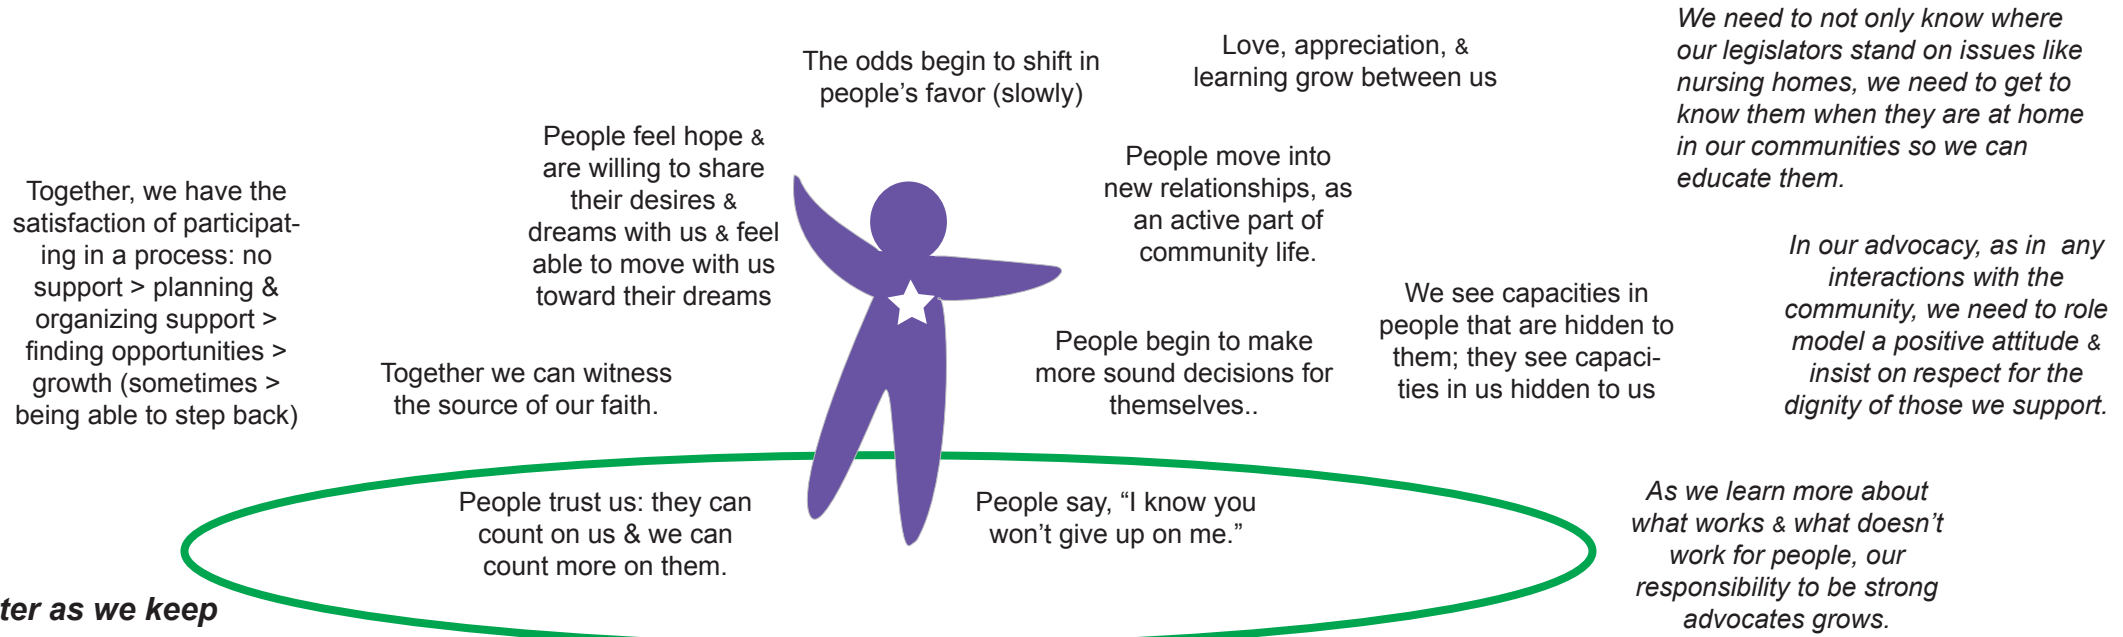 We need to not only know where
our legislators stand on issues like
nursing homes, we need to get to
know them when they are at home
in our communities so we can
educate them.
Love, appreciation, &
learning grow between us
The odds begin to shift in
people’s favor (slowly)
People feel hope &
are willing to share
their desires &
dreams with us & feel
able to move with us
toward their dreams
People move into
new relationships, as
an active part of
community life.
Together, we have the
satisfaction of participat-
ing in a process: no
support > planning &
organizing support >
finding opportunities >
growth (sometimes >
being able to step back)
In our advocacy, as in any
interactions with the
community, we need to role
model a positive attitude &
insist on respect for the
dignity of those we support.
We see capacities in
people that are hidden to
them; they see capaci-
ties in us hidden to us
People begin to make
more sound decisions for
themselves..
Together we can witness
the source of our faith.
People trust us: they can
count on us & we can
count more on them.
People say, “I know you
won’t give up on me.”
As we learn more about
what works & what doesn’t
work for people, our
responsibility to be strong
advocates grows.
ter as we keep